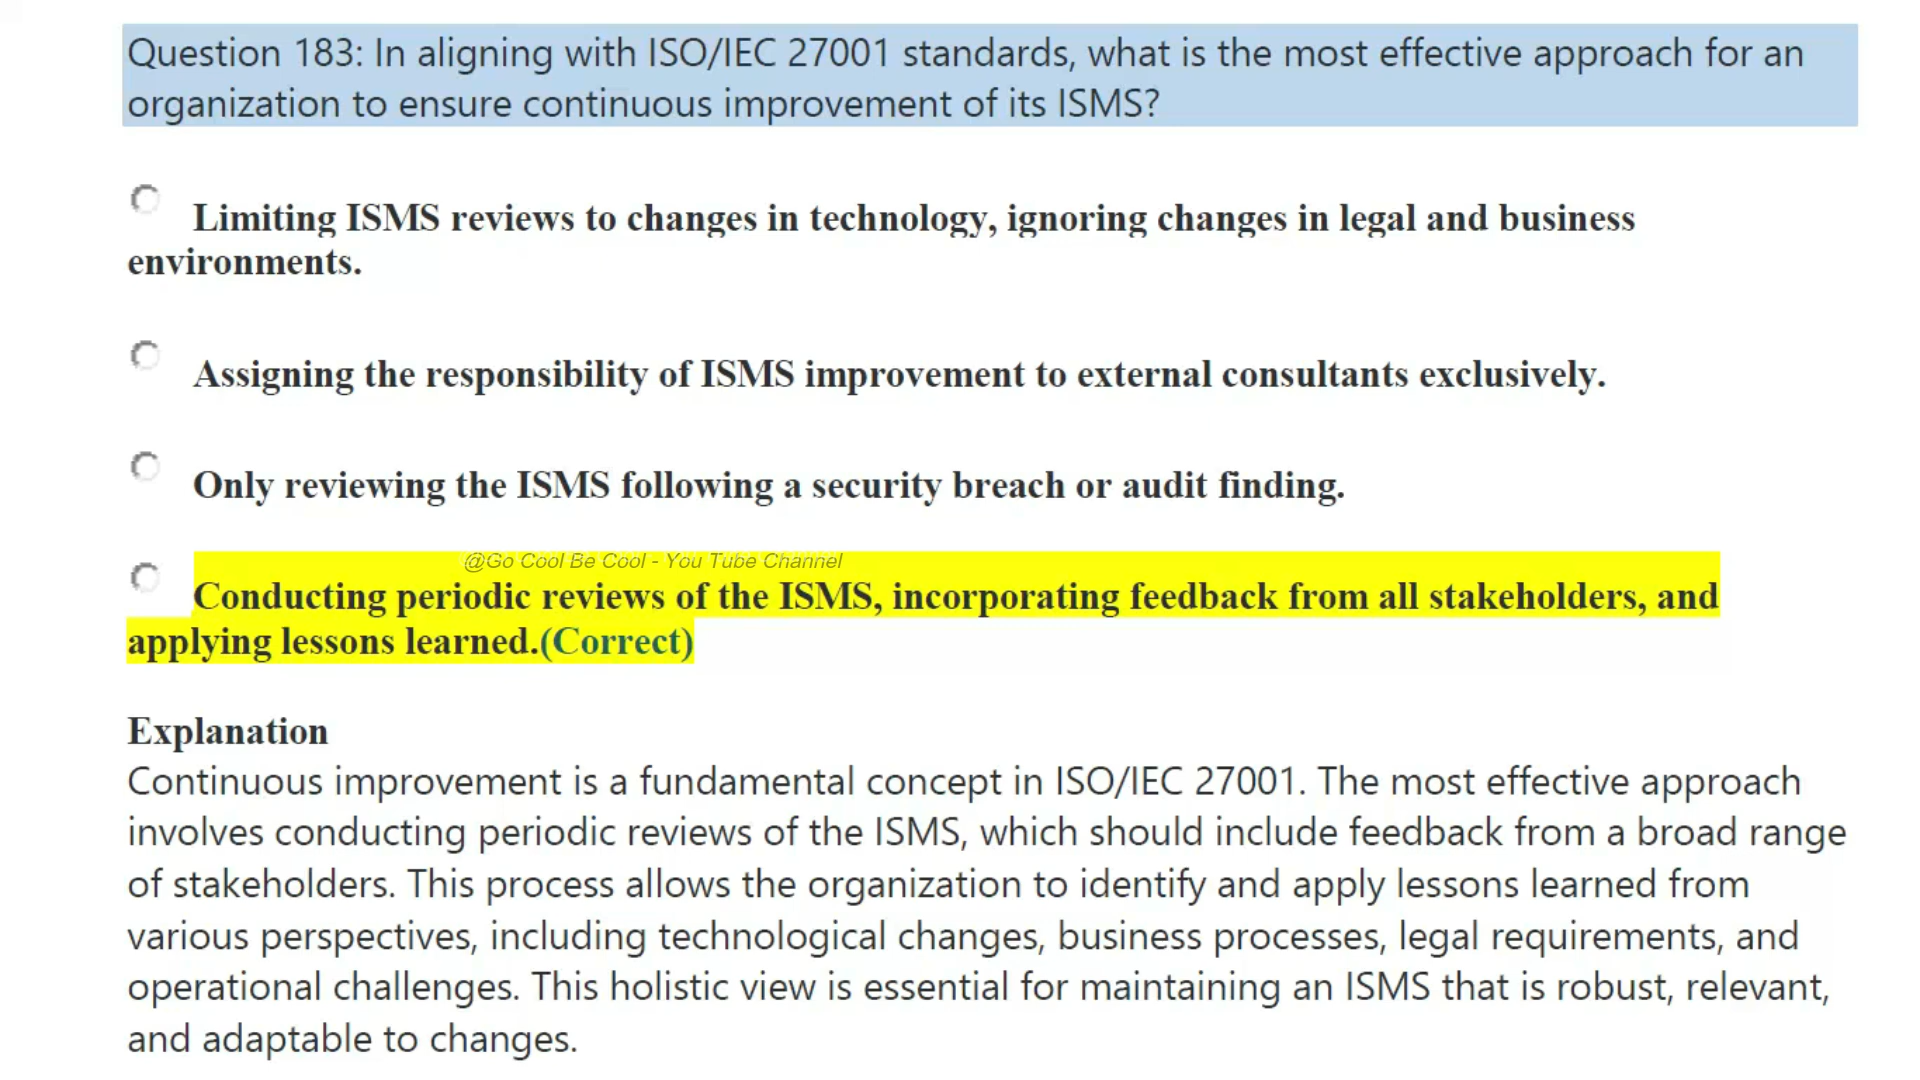 Question 183: In aligning with ISO/IEC 27001 standards, what is the most effective approach for an
organization to ensure continuous improvement of its ISMS?
Limiting ISMS reviews to changes in technology, ignoring changes in legal and business
environments.
Assigning the responsibility of ISMS improvement to external consultants exclusively.
Only reviewing the ISMS following a security breach or audit finding.
@Go Cool Be Cool - You Tube Channel
Conducting periodic reviews of the ISMS, incorporating feedback from all stakeholders, and
applying lessons learned.(Correct)
Explanation
Continuous improvement is a fundamental concept in ISO/IEC 27001. The most effective approach
involves conducting periodic reviews of the ISMS, which should include feedback from a broad range
of stakeholders. This process allows the organization to identify and apply lessons learned from
various perspectives, including technological changes, business processes, legal requirements, and
operational challenges. This holistic view is essential for maintaining an ISMS that is robust, relevant,
and adaptable to changes.